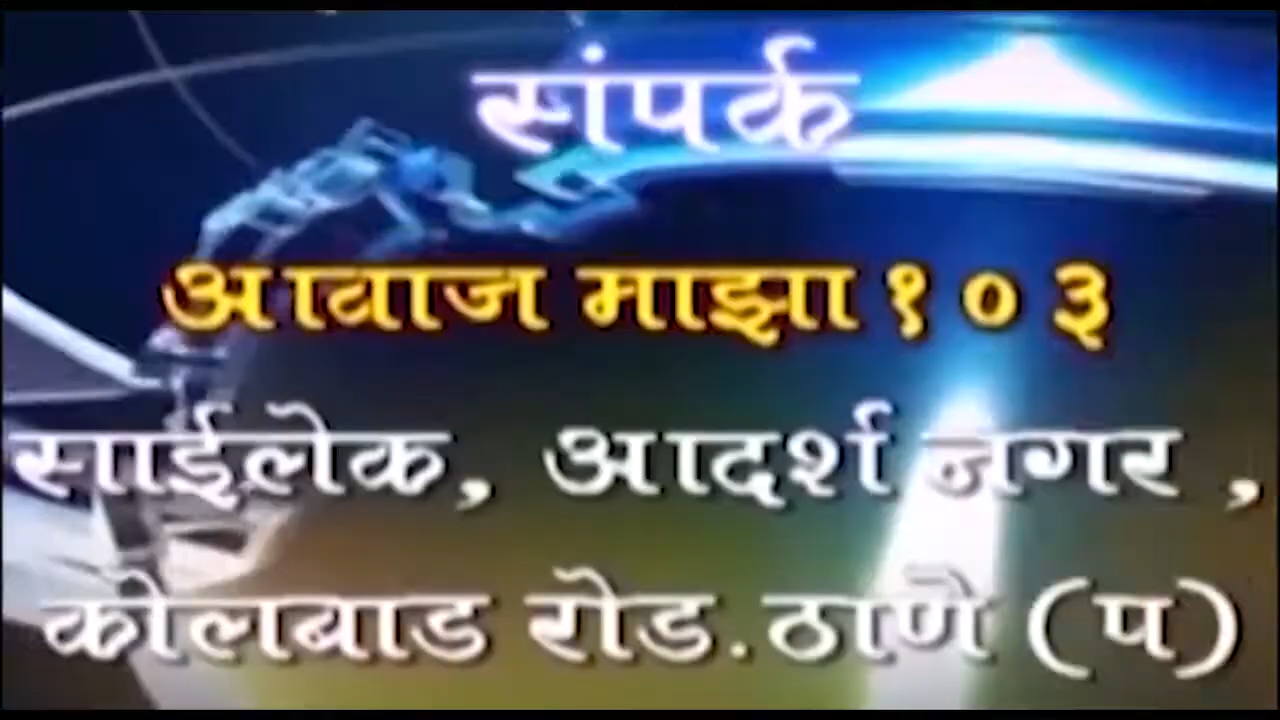 संपर्क
आवाज माझा १०३
साईलेक, आदर्श नगर ,
कोलबाड रोड.ठाणे (प)